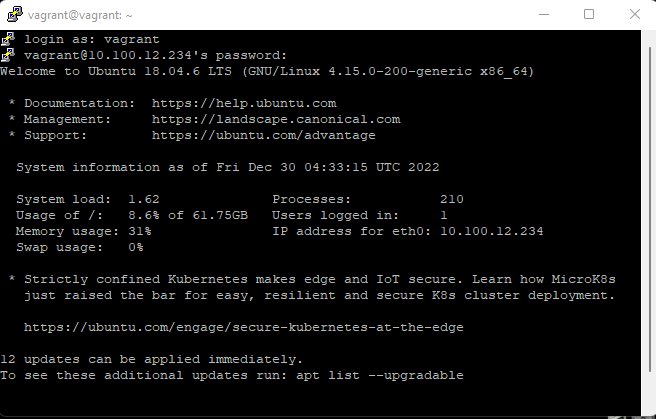 vagrant@vagrant: ~
login as: vagrant
vagrant@10.100.12.234's password:
Welcome to Ubuntu 18.04.6 LTS (GNU/Linux 4.15.0-200-generic x86_64)

 * Documentation:  https://help.ubuntu.com
 * Management:     https://landscape.canonical.com
 * Support:        https://ubuntu.com/advantage

  System information as of Fri Dec 30 04:33:15 UTC 2022

  System load:  1.62              Processes:           210
  Usage of /:   8.6% of 61.75GB   Users logged in:     1
  Memory usage: 31%               IP address for eth0: 10.100.12.234
  Swap usage:   0%

 * Strictly confined Kubernetes makes edge and IoT secure. Learn how MicroK8s
   just raised the bar for easy, resilient and secure K8s cluster deployment.

   https://ubuntu.com/engage/secure-kubernetes-at-the-edge

12 updates can be applied immediately.
To see these additional updates run: apt list --upgradable